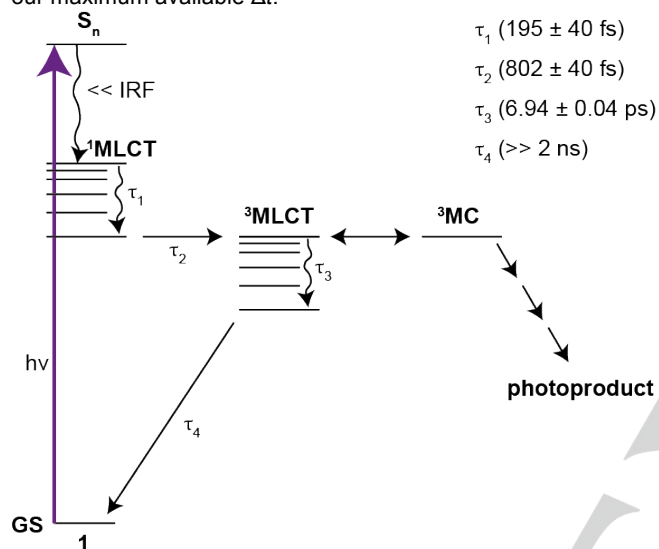 our maximum available Δt.
Sₙ
τ₁ (195 ± 40 fs)
<< IRF
τ₂ (802 ± 40 fs)
τ₃ (6.94 ± 0.04 ps)
¹MLCT
τ₄ (>> 2 ns)
τ₁
³MLCT
³MC
τ₂
τ₃
hν
photoproduct
τ₄
GS
1